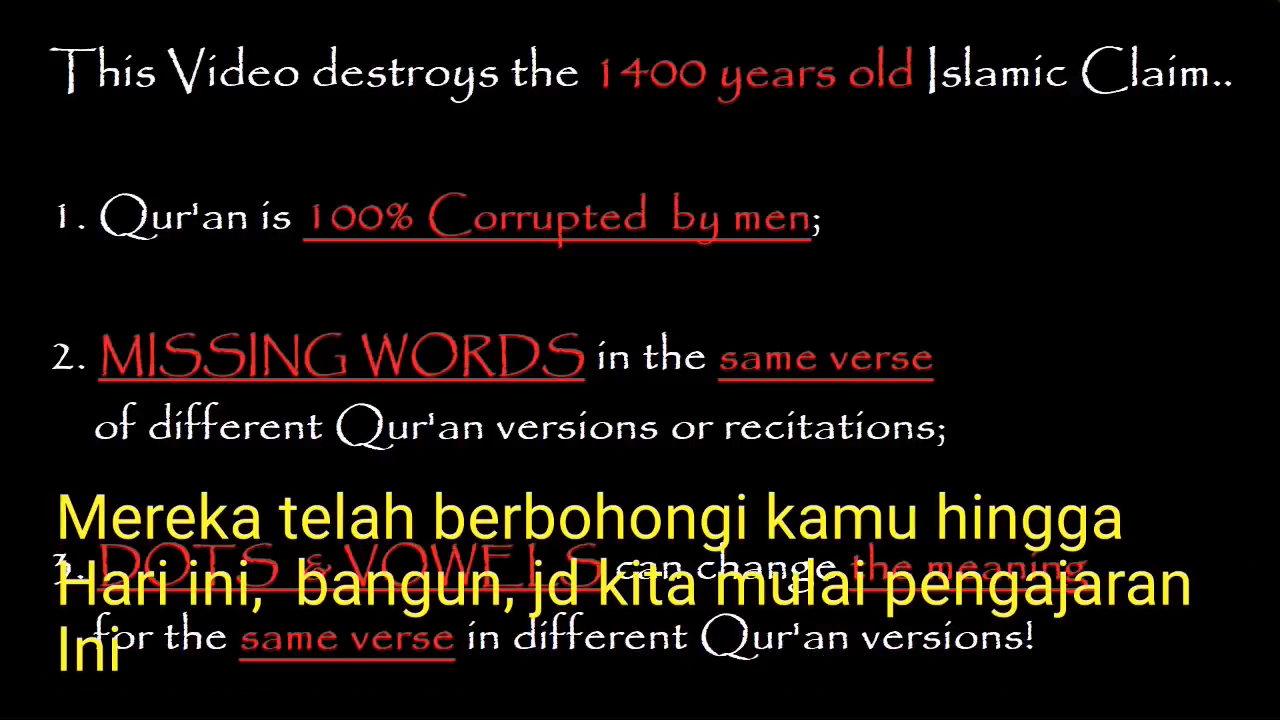 This Video destroys the 1400 years old Islamic Claim..
1. Qur'an is 100% Corrupted by men;
2. MISSING WORDS in the same verse
of different Qur'an versions or recitations;
Mereka telah berbohongi kamu hingga
3. DOTS & VOWELS can change the meaning
Hari ini, bangun, jd kita mulai pengajaran
for the same verse in different Qur'an versions!
Ini